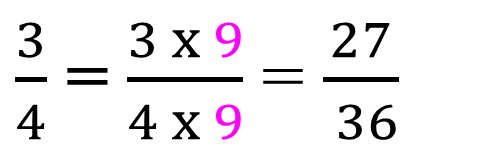 3/4 = 3 x 9/4 x 9 = 27/36